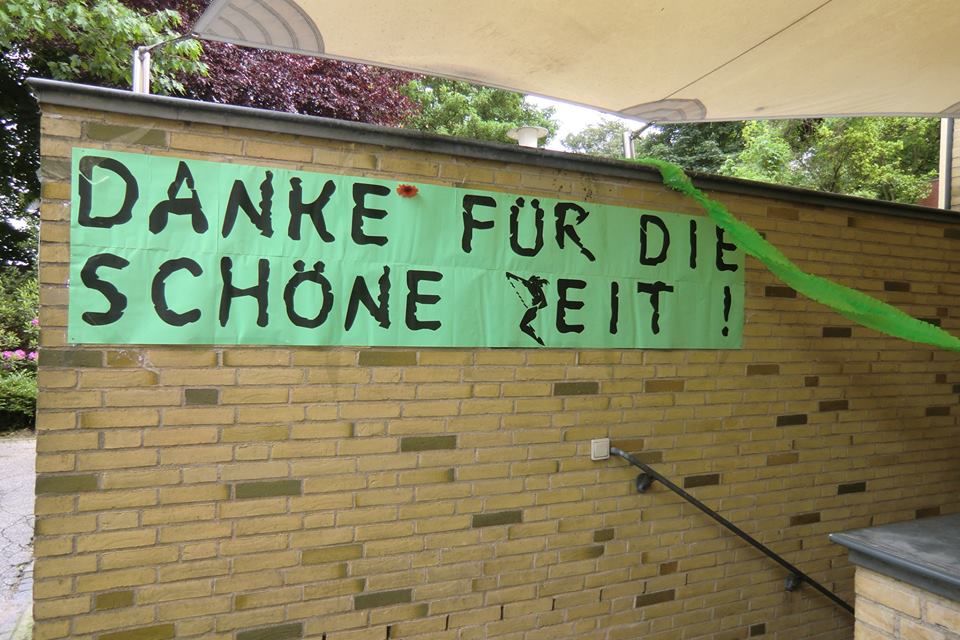 DANKE FÜR DIE
SCHÖNE ZEIT !